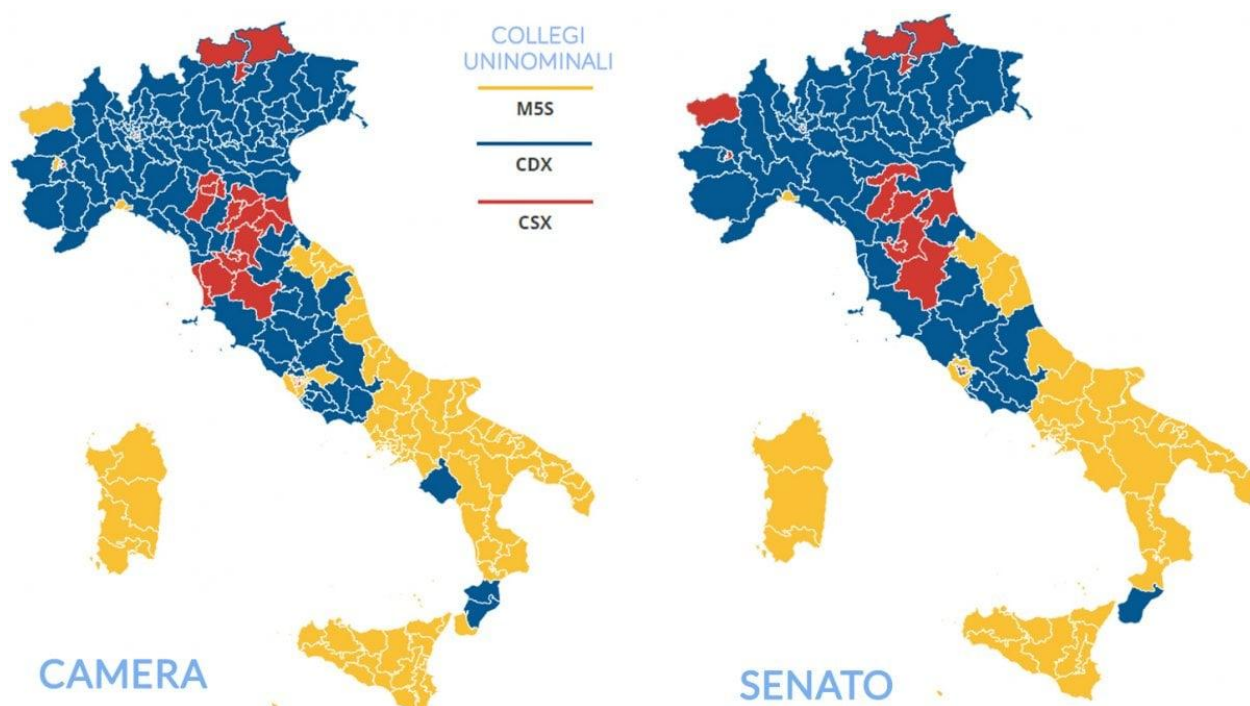 COLLEGI
UNINOMINALI
M5S
CDX
CSX
CAMERA
SENATO